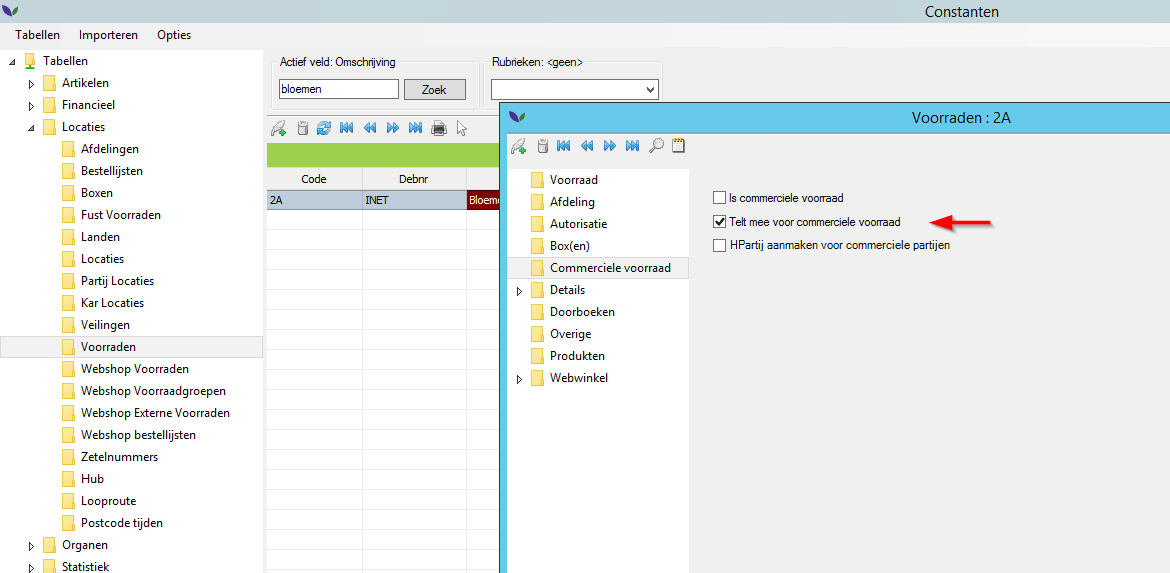 Constanten
Tabellen Importeren Opties
Tabellen
Artikelen
Financieel
Locaties
Afdelingen
Bestellijsten
Boxen
Fust Voorraden
Landen
Locaties
Partij Locaties
Kar Locaties
Veilingen
Voorraden
Webshop Voorraden
Webshop Voorraadgroepen
Webshop Externe Voorraden
Webshop bestellijsten
Zetelnummers
Hub
Looproute
Postcode tijden
Organen
Statistiek
Actief veld: Omschrijving
bloemen Zoek
Rubrieken: <geen>
Code Debnr
2A INET Bloeme
Voorraden : 2A
Voorraad
Afdeling
Autorisatie
Box(en)
Commerciele voorraad
Details
Doorboeken
Overige
Produkten
Webwinkel
Is commerciele voorraad
Telt mee voor commerciele voorraad
HPartij aanmaken voor commerciele partijen